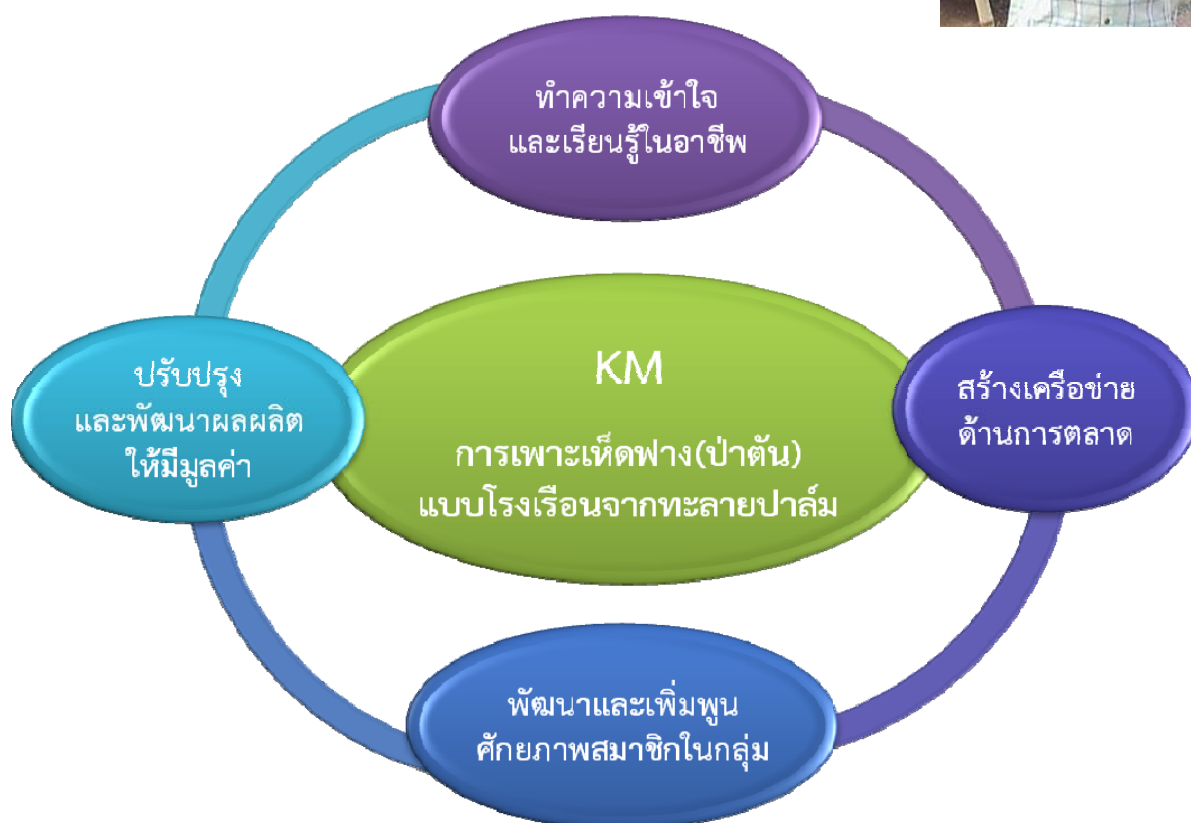 ทำความเข้าใจ
และเรียนรู้ในอาชีพ
KM
การเพาะเห็ดฟาง(ป่าตัน)
แบบโรงเรือนจากทะลายปาล์ม
สร้างเครือข่าย
ด้านการตลาด
พัฒนาและเพิ่มพูน
ศักยภาพสมาชิกในกลุ่ม
ปรับปรุง
และพัฒนาผลผลิต
ให้มีมูลค่า